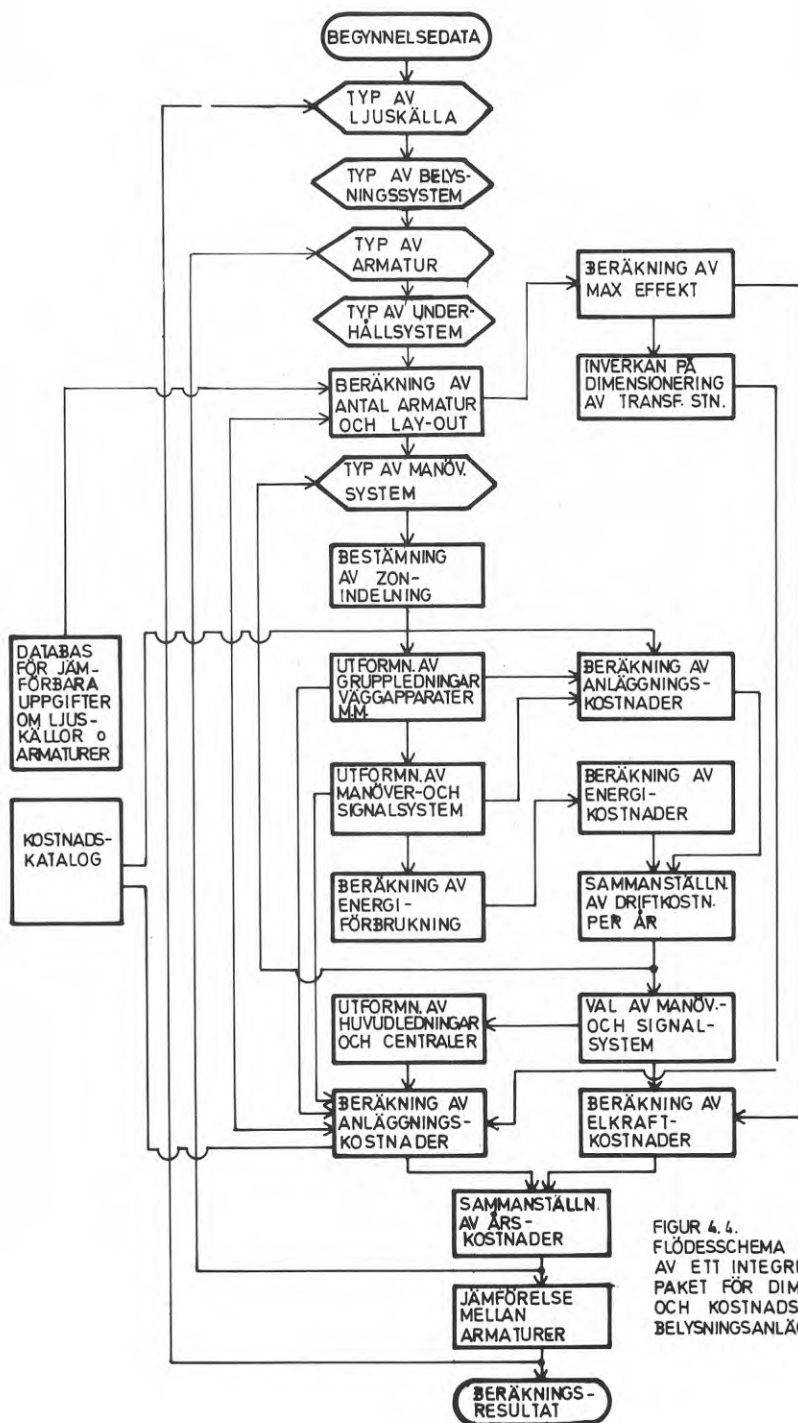 BEGYNNELSEDATA
TYP AV
LJUSKÄLLA
TYP AV BELYS-
NINGSSYSTEM
TYP AV
ARMATUR
TYP AV UNDER-
HÅLLSYSTEM
BERÄKNING AV
ANTAL ARMATUR
OCH LAY-OUT
BERÄKNING AV
MAX EFFEKT
INVERKAN PÅ
DIMENSIONERING
AV TRANSF. STN.
TYP AV MANÖV.
SYSTEM
BESTÄMNING
AV ZON-
INDELNING
DATABAS
FÖR JÄM-
FÖRBARA
UPPGIFTER
OM LJUS-
KÄLLOR o
ARMATURER
UTFORMN. AV
GRUPPLEDNINGAR
VÄGGAPPARATER
M.M.
BERÄKNING AV
ANLÄGGNINGS-
KOSTNADER
UTFORMN. AV
MANÖVER-OCH
SIGNALSYSTEM
BERÄKNING AV
ENERGI-
KOSTNADER
KOSTNADS-
KATALOG
BERÄKNING AV
ENERGI-
FÖRBRUKNING
SAMMANSTÄLLN.
AV DRIFTKOSTN.
PER ÅR
UTFORMN. AV
HUVUDLEDNINGAR
OCH CENTRALER
VAL AV MANÖV.-
OCH SIGNAL-
SYSTEM
BERÄKNING AV
ANLÄGGNINGS-
KOSTNADER
BERÄKNING AV
ELKRAFT-
KOSTNADER
SAMMANSTÄLLN.
AV ÅRS-
KOSTNADER
JÄMFÖRELSE
MELLAN
ARMATURER
BERÄKNINGS-
RESULTAT
FIGUR 4.4.
FLÖDESSCHEMA
AV ETT INTEGRI
PAKET FÖR DIM
OCH KOSTNADS
BELYSNINGSANLÄG